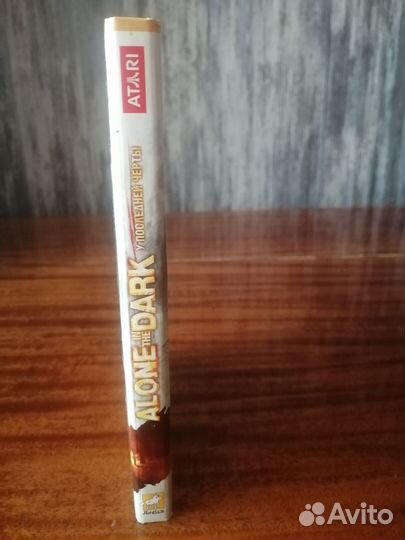 ATARI
ALONE IN THE DARK
У ПОСЛЕДНЕЙ ЧЕРТЫ
Avito